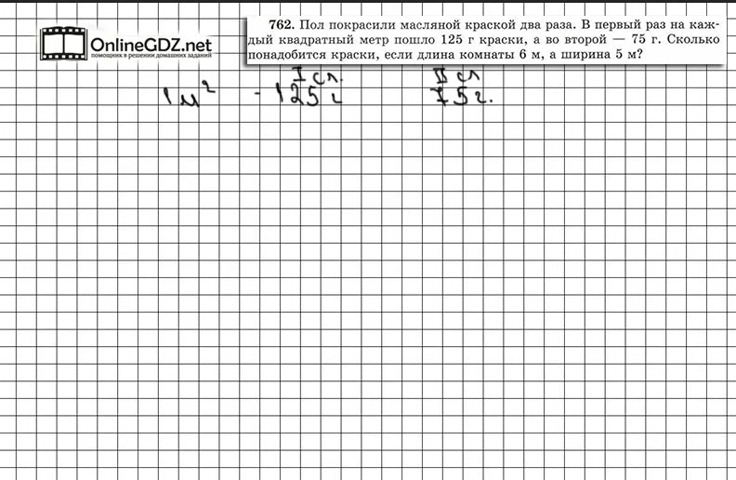 762. Пол покрасили масляной краской два раза. В первый раз на каж-
дый квадратный метр пошло 125 г краски, а во второй — 75 г. Сколько
понадобится краски, если длина комнаты 6 м, а ширина 5 м?
OnlineGDZ.net
помощник в решении домашних заданий
I сл. II сл
1 м² - 125 г 75 г.